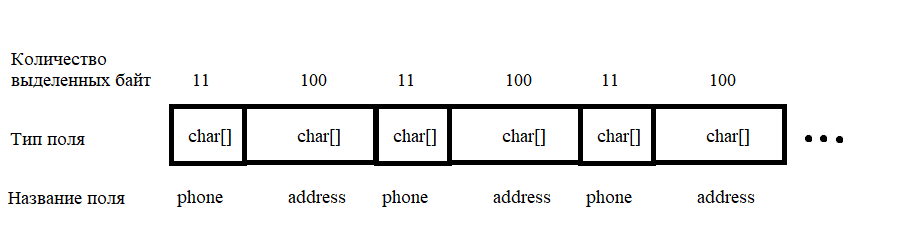 Количество
выделенных байт 11 100 11 100 11 100
Тип поля char[] char[] char[] char[] char[] char[] •••
Название поля phone address phone address phone address